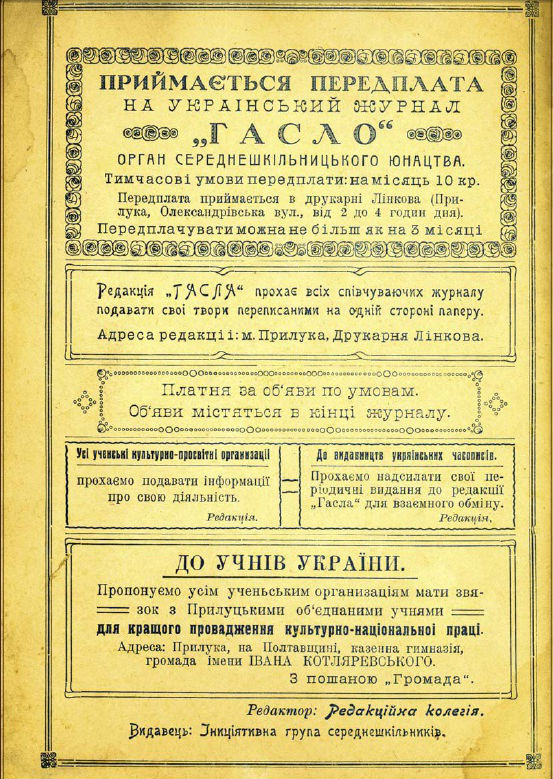 ПРИЙМАЄТЬСЯ ПЕРЕДПЛАТА
НА УКРАІНСЬКИЙ ЖУРНАЛ
„ГАСЛО“
ОРГАН СЕРЕДНЕШКІЛЬНИЦЬКОГО ЮНАЦТВА.
Тимчасові умови передплати: на місяць 10 кр.
Передплата приймається в друкарні Лінкова (При-
лука, Олександрівська вул., від 2 до 4 годин дня).
Передплачувати можна не більш як на 3 місяці
Редакція „ГАСЛА“ прохає всіх співчуваючих журналу
подавати свої твори переписаними на одній стороні паперу.
Адреса редакціі: м. Прилука, Друкарня Лінкова.
Платня за об'яви по умовам.
Об'яви містяться в кінці журналу.
Усі ученські культурно-просвітні организації
прохаємо подавати інформації
про свою діяльність.
Редакція.
До видавництв українських часописів.
Прохаємо надсилати свої пе-
ріодичні видання до редакції
„Гасла“ для взаємного обміну.
Редакція,
ДО УЧНІВ УКРАЇНИ.
Пропонуємо усім ученьським организаціям мати звя-
зок з Прилуцькими об'єднаними учнями
для кращого провадження культурно-національноі праці.
Адреса: Прилука, на Полтавщині, казенна гимназія,
громада імени ІВАНА КОТЛЯРЕВСЬКОГО.
З пошаною „Громада“.
Редактор: Редакційна колегія.
Видавець: Ініціятивна група середнешкільників.